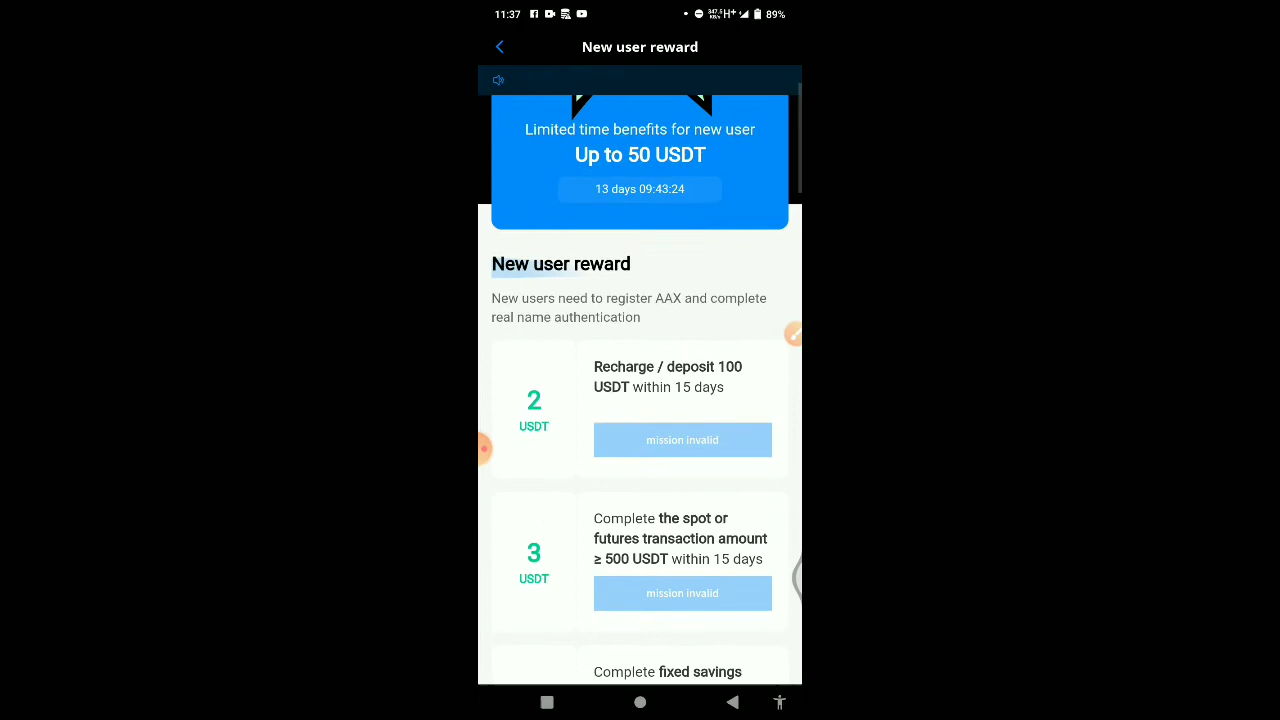 11:37
347.5 KB/s H+ 89%
New user reward
Limited time benefits for new user
Up to 50 USDT
13 days 09:43:24
New user reward
New users need to register AAX and complete
real name authentication
Recharge / deposit 100
USDT within 15 days
2
USDT
mission invalid
Complete the spot or
futures transaction amount
≥ 500 USDT within 15 days
3
USDT
mission invalid
Complete fixed savings